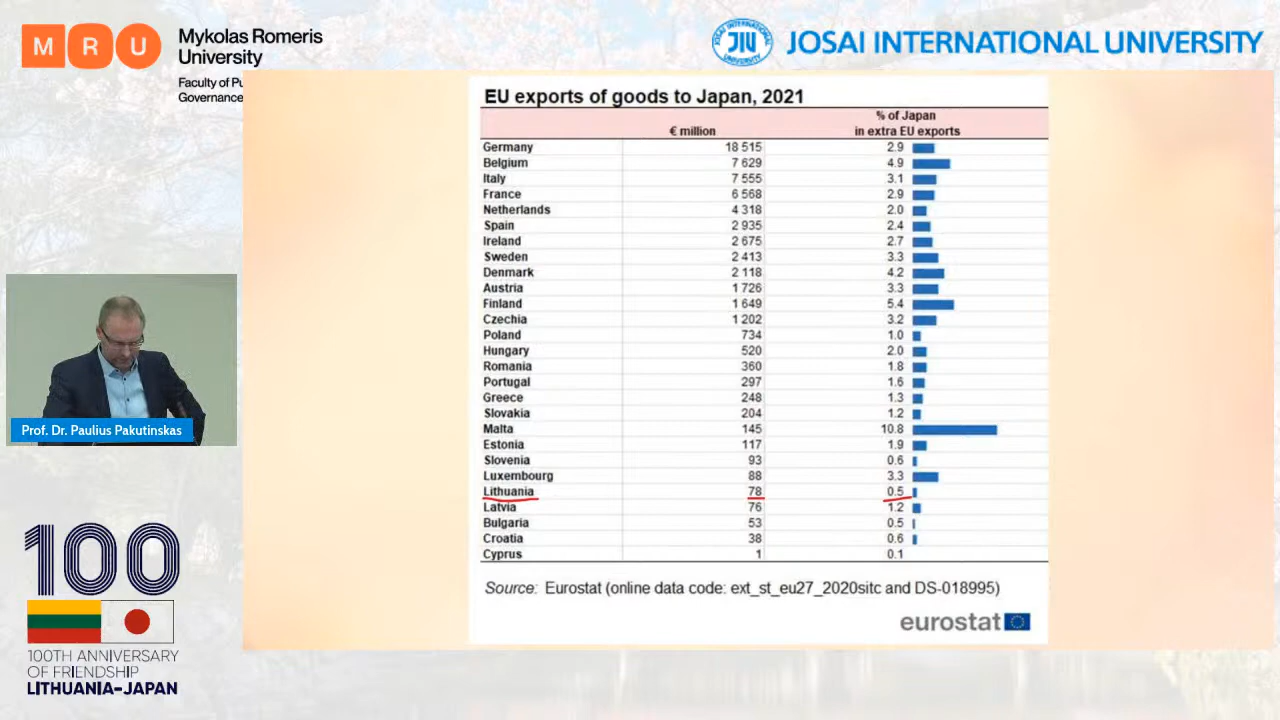 MRU
Mykolas Romeris
University
Faculty of Pu
Governance
JIU
JOSAI INTERNATIONAL UNIVERSITY
EU exports of goods to Japan, 2021
€ million % of Japan
in extra EU exports
Germany 18 515 2.9
Belgium 7 629 4.9
Italy 7 555 3.1
France 6 568 2.9
Netherlands 4 318 2.0
Spain 2 935 2.4
Ireland 2 675 2.7
Sweden 2 413 3.3
Denmark 2 118 4.2
Austria 1 726 3.3
Finland 1 649 5.4
Czechia 1 202 3.2
Poland 734 1.0
Hungary 520 2.0
Romania 360 1.8
Portugal 297 1.6
Greece 248 1.3
Slovakia 204 1.2
Malta 145 10.8
Estonia 117 1.9
Slovenia 93 0.6
Luxembourg 88 3.3
Lithuania 78 0.5
Latvia 76 1.2
Bulgaria 53 0.5
Croatia 38 0.6
Cyprus 1 0.1
Source: Eurostat (online data code: ext_st_eu27_2020sitc and DS-018995)
eurostat
Prof. Dr. Paulius Pakutinskas
100
100TH ANNIVERSARY
OF FRIENDSHIP
LITHUANIA–JAPAN